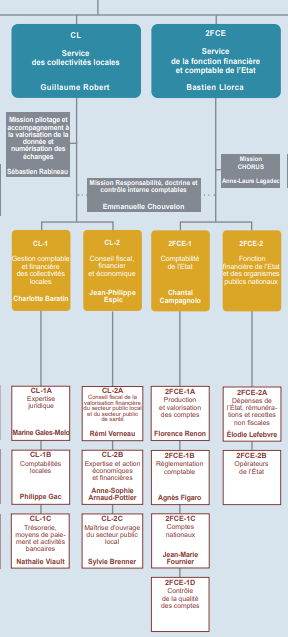 CL
Service
des collectivités locales
Guillaume Robert
2FCE
Service
de la fonction financière
et comptable de l'Etat
Bastien Llorca
Mission pilotage et
accompagnement à
la valorisation de la
donnée et
numérisation des
échanges
Sébastien Rabineau
Mission
CHORUS
Anne-Laure Lagadec
Mission Responsabilité, doctrine et
contrôle interne comptables
Emmanuelle Chouvelon
CL-1
Gestion comptable
et financière
des collectivités
locales
Charlotte Baratin
CL-2
Conseil fiscal,
financier
et économique
Jean-Philippe
Espic
2FCE-1
Comptabilité
de l'Etat
Chantal
Campagnolo
2FCE-2
Fonction
financière de l'Etat
et des organismes
publics nationaux
CL-1A
Expertise
juridique
Marine Gales-Melo
CL-2A
Conseil fiscal de la
valorisation financière
du secteur public local
et du secteur public
de santé
Rémi Verneau
2FCE-1A
Production
et valorisation
des comptes
Florence Renon
2FCE-2A
Dépenses de
l'État, rémunéra-
tions et recettes
non fiscales
Élodie Lefebvre
CL-1B
Comptabilités
locales
Philippe Gac
CL-2B
Expertise et action
économiques
et financières
Anne-Sophie
Arnaud-Pottier
2FCE-1B
Réglementation
comptable
Agnès Figaro
2FCE-2B
Opérateurs
de l'État
CL-1C
Trésorerie,
moyens de paie-
ment et activités
bancaires
Nathalie Viault
CL-2C
Maîtrise d'ouvrage
du secteur public
local
Sylvie Brenner
2FCE-1C
Comptes
nationaux
Jean-Marie
Fournier
2FCE-1D
Contrôle
de la qualité
des comptes